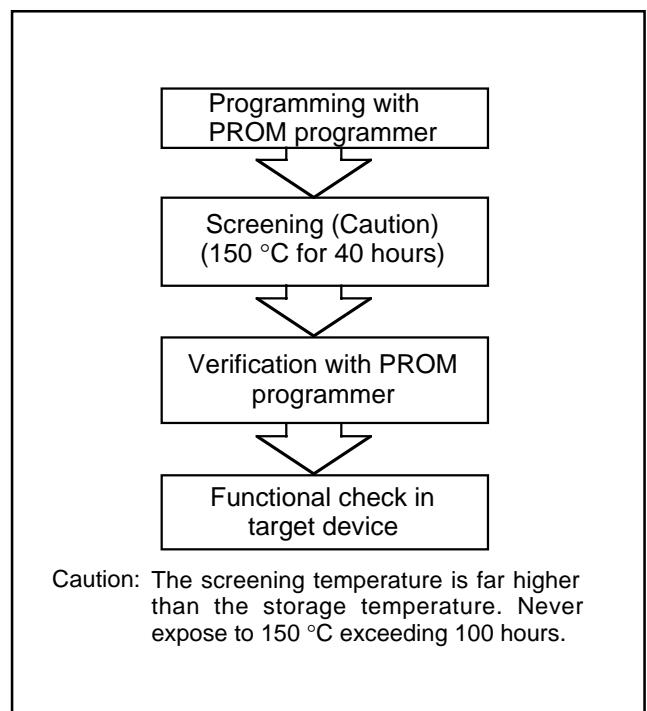 Programming with
PROM programmer
Screening (Caution)
(150 °C for 40 hours)
Verification with PROM
programmer
Functional check in
target device
Caution: The screening temperature is far higher
than the storage temperature. Never
expose to 150 °C exceeding 100 hours.